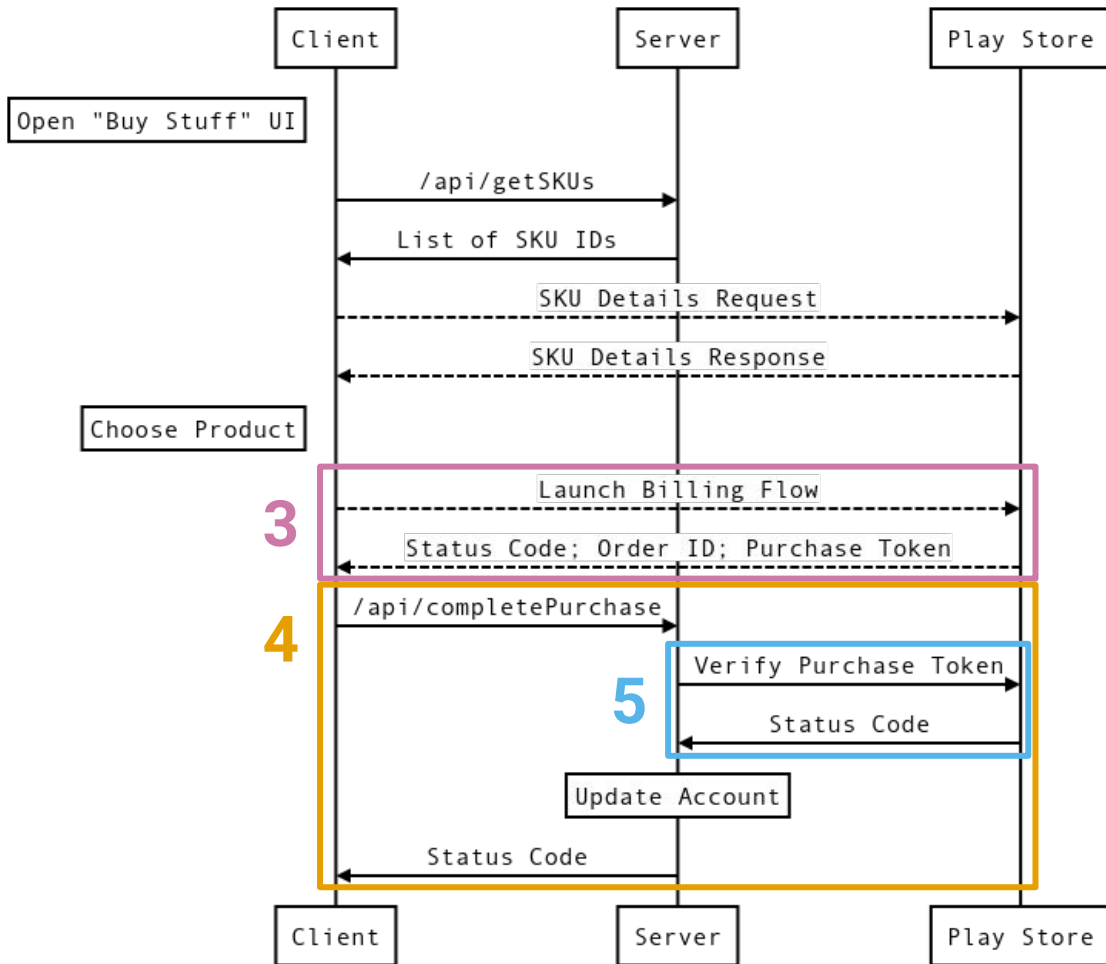 Client
Server
Play Store
Open "Buy Stuff" UI
/api/getSKUs
List of SKU IDs
SKU Details Request
SKU Details Response
Choose Product
3
Launch Billing Flow
Status Code; Order ID; Purchase Token
4
/api/completePurchase
5
Verify Purchase Token
Status Code
Update Account
Status Code
Client
Server
Play Store